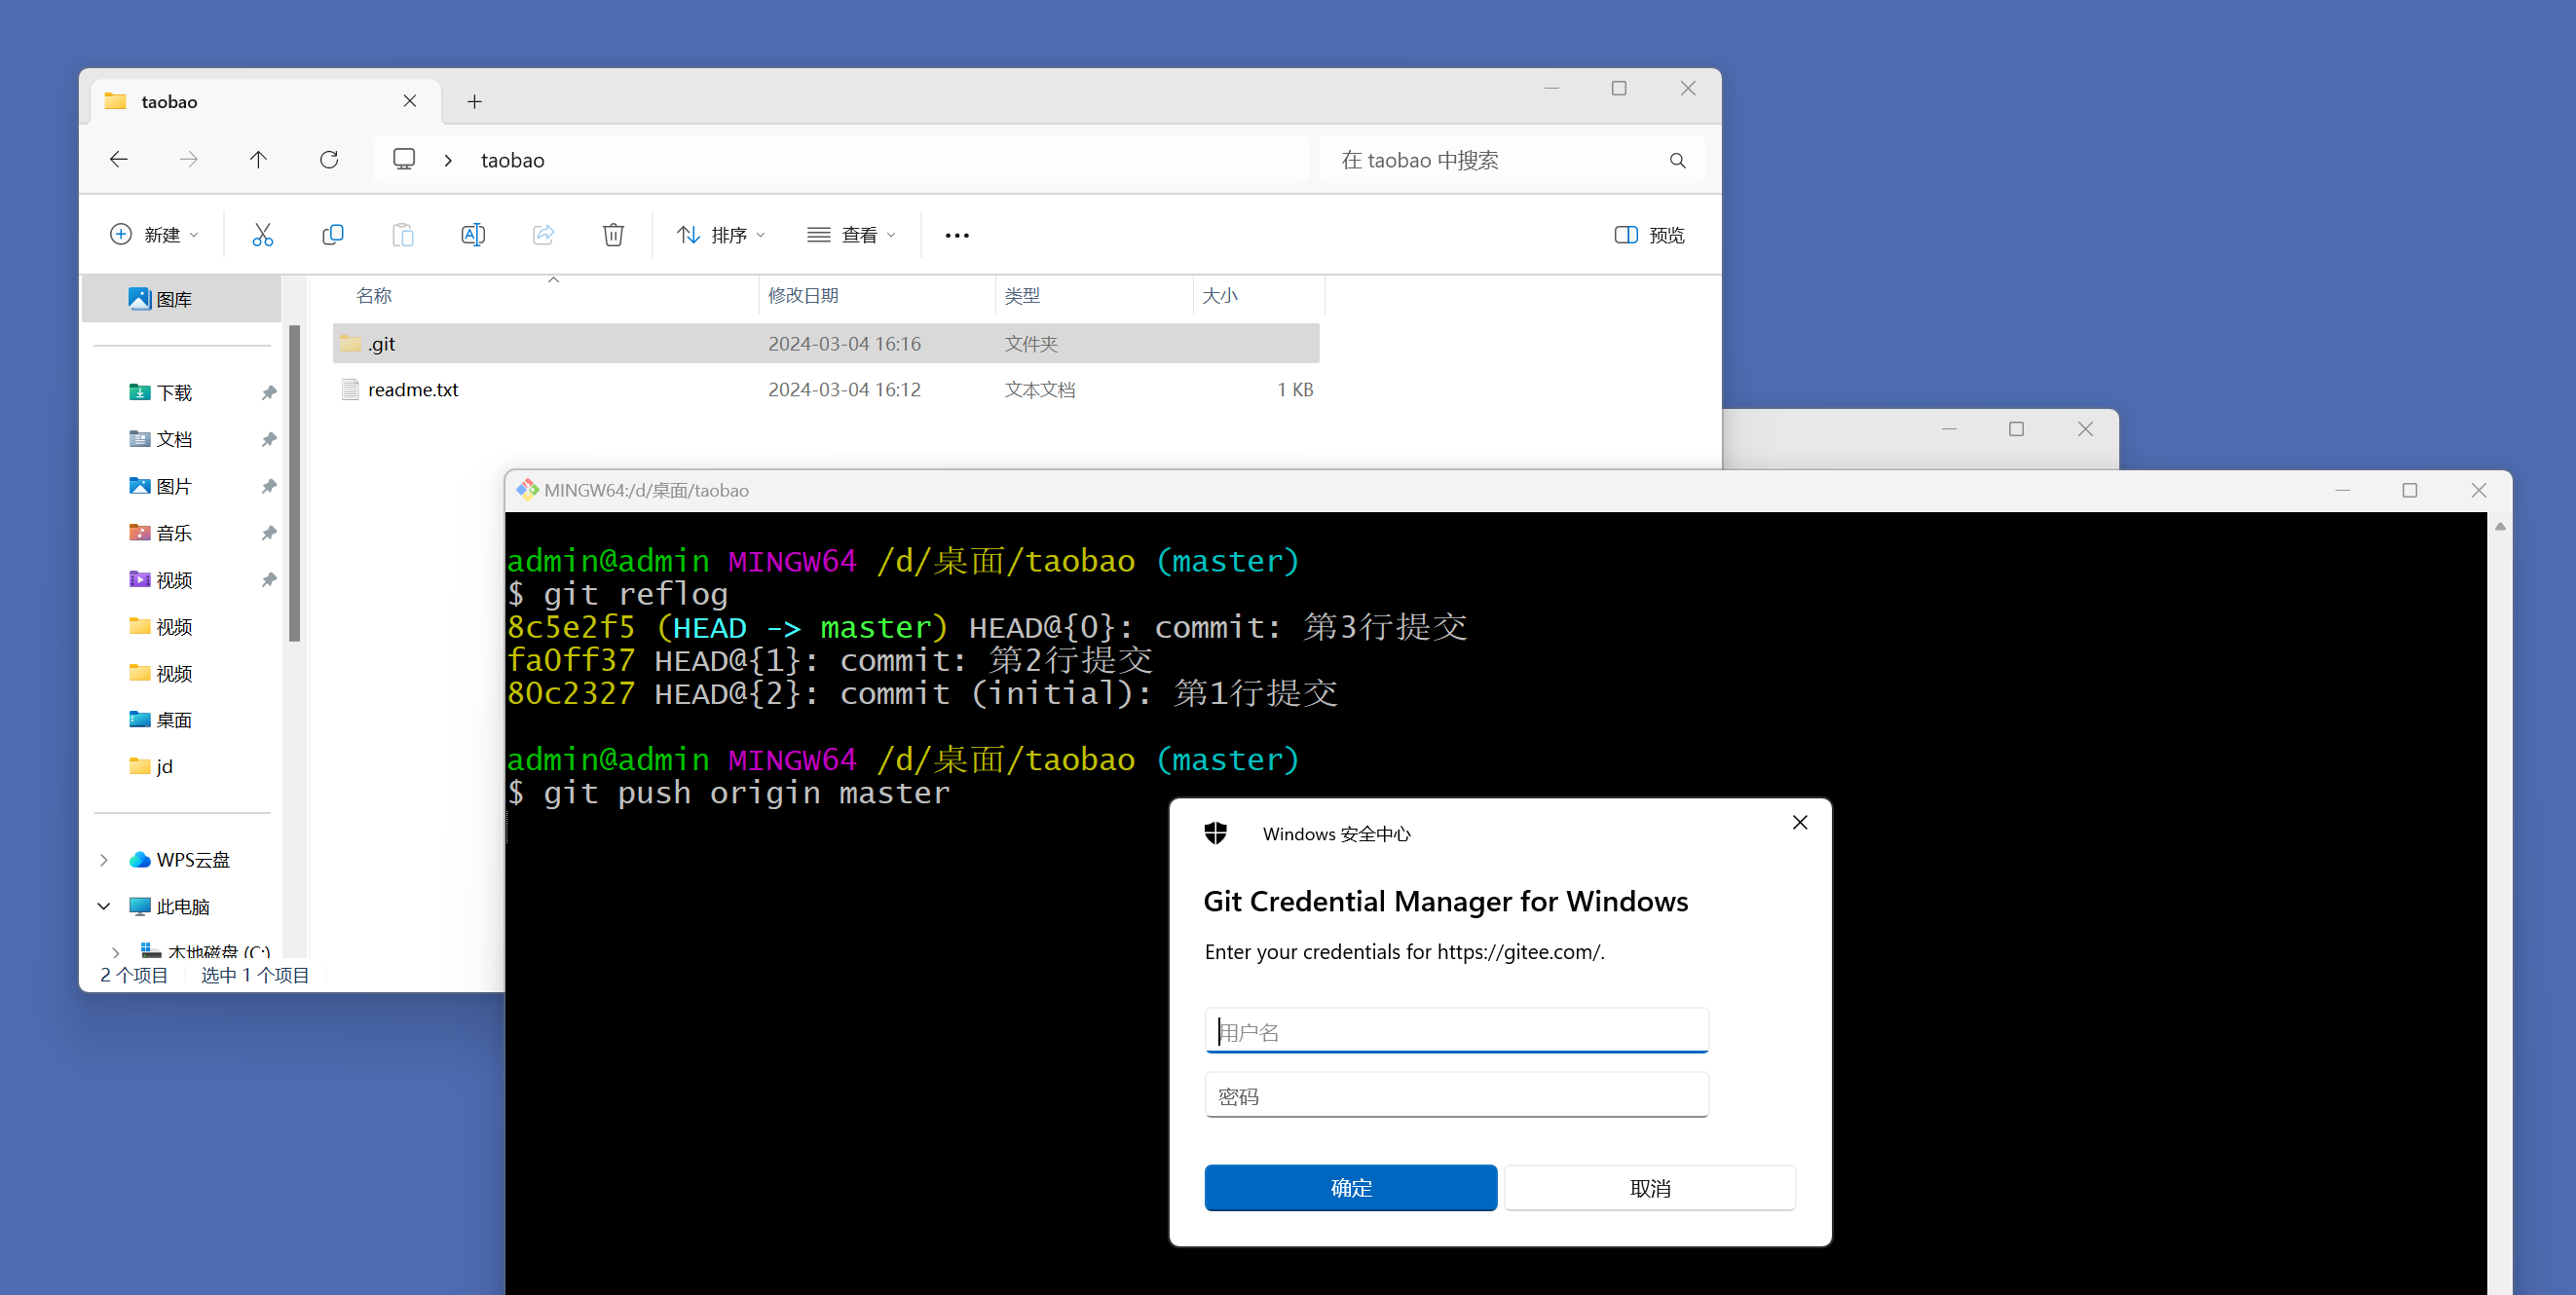 taobao
taobao
在 taobao 中搜索
新建
排序
查看
预览
图库
名称
修改日期
类型
大小
.git
2024-03-04 16:16
文件夹
readme.txt
2024-03-04 16:12
文本文档
1 KB
下载
文档
图片
音乐
视频
视频
视频
桌面
jd
WPS云盘
此电脑
本地磁盘 (C:)
2 个项目
选中 1 个项目
MINGW64:/d/桌面/taobao
admin@admin MINGW64 /d/桌面/taobao (master)
$ git reflog
8c5e2f5 (HEAD -> master) HEAD@{0}: commit: 第3行提交
fa0ff37 HEAD@{1}: commit: 第2行提交
80c2327 HEAD@{2}: commit (initial): 第1行提交
admin@admin MINGW64 /d/桌面/taobao (master)
$ git push origin master
Windows 安全中心
Git Credential Manager for Windows
Enter your credentials for https://gitee.com/.
用户名
密码
确定
取消